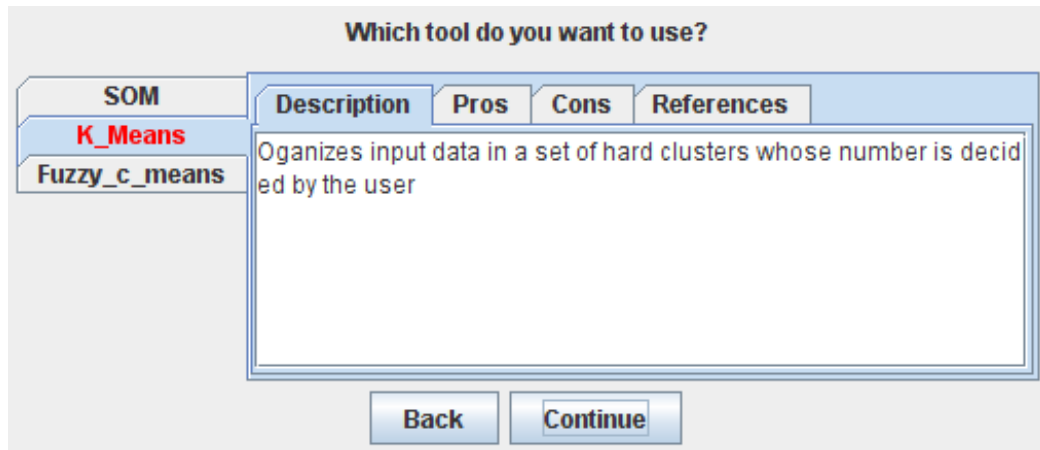 Which tool do you want to use?
SOM
K_Means
Fuzzy_c_means
Description Pros Cons References
Oganizes input data in a set of hard clusters whose number is decid
ed by the user
Back Continue